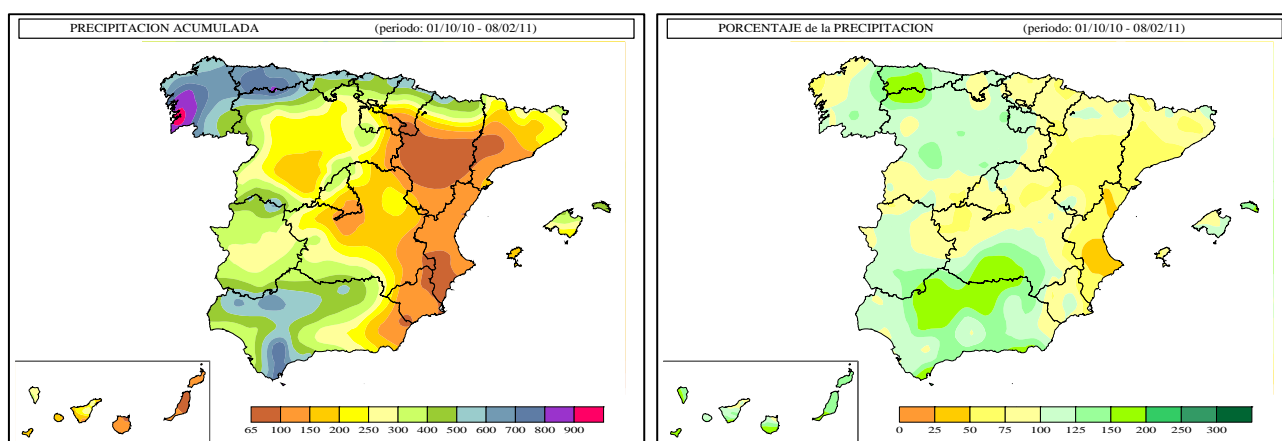 PRECIPITACION ACUMULADA (periodo: 01/10/10 - 08/02/11)
65 100 150 200 250 300 400 500 600 700 800 900
PORCENTAJE de la PRECIPITACION (periodo: 01/10/10 - 08/02/11)
0 25 50 75 100 125 150 200 250 300